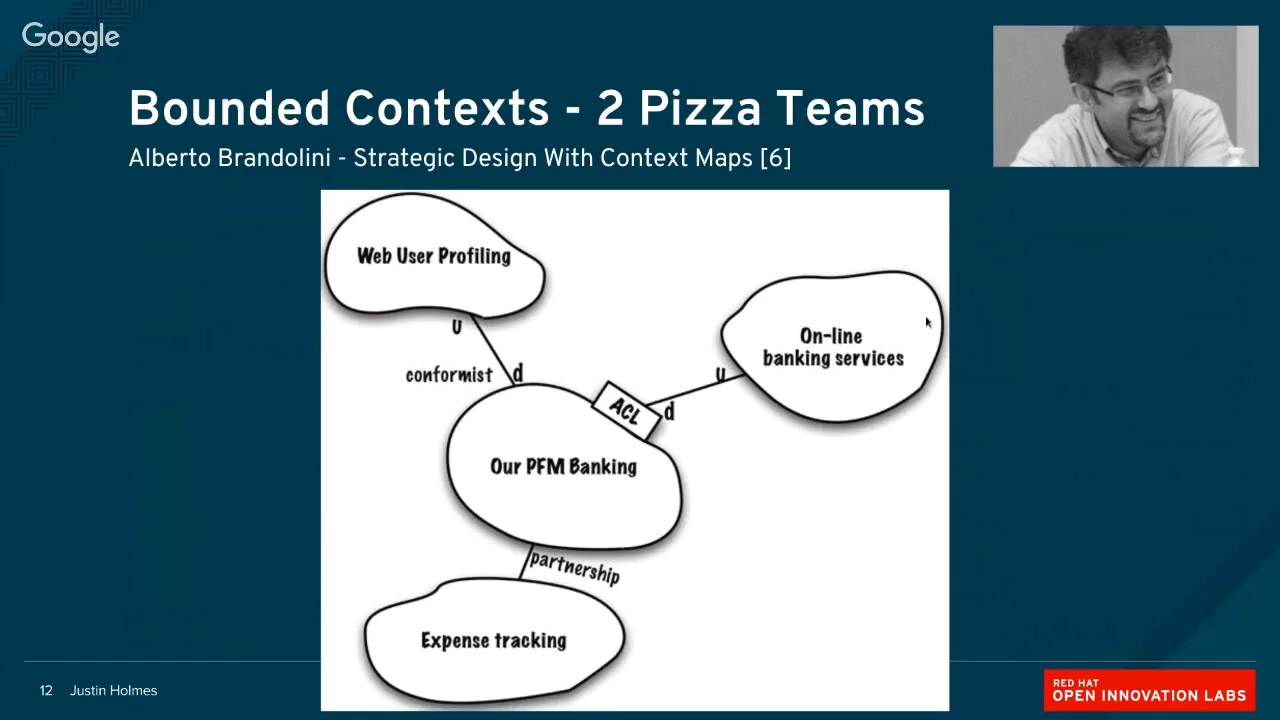 Google
Bounded Contexts - 2 Pizza Teams
Alberto Brandolini - Strategic Design With Context Maps [6]
Web User Profiling
U
conformist
d
On-line
banking services
u
d
ACL
Our PFM Banking
partnership
Expense tracking
12 Justin Holmes
RED HAT
OPEN INNOVATION LABS